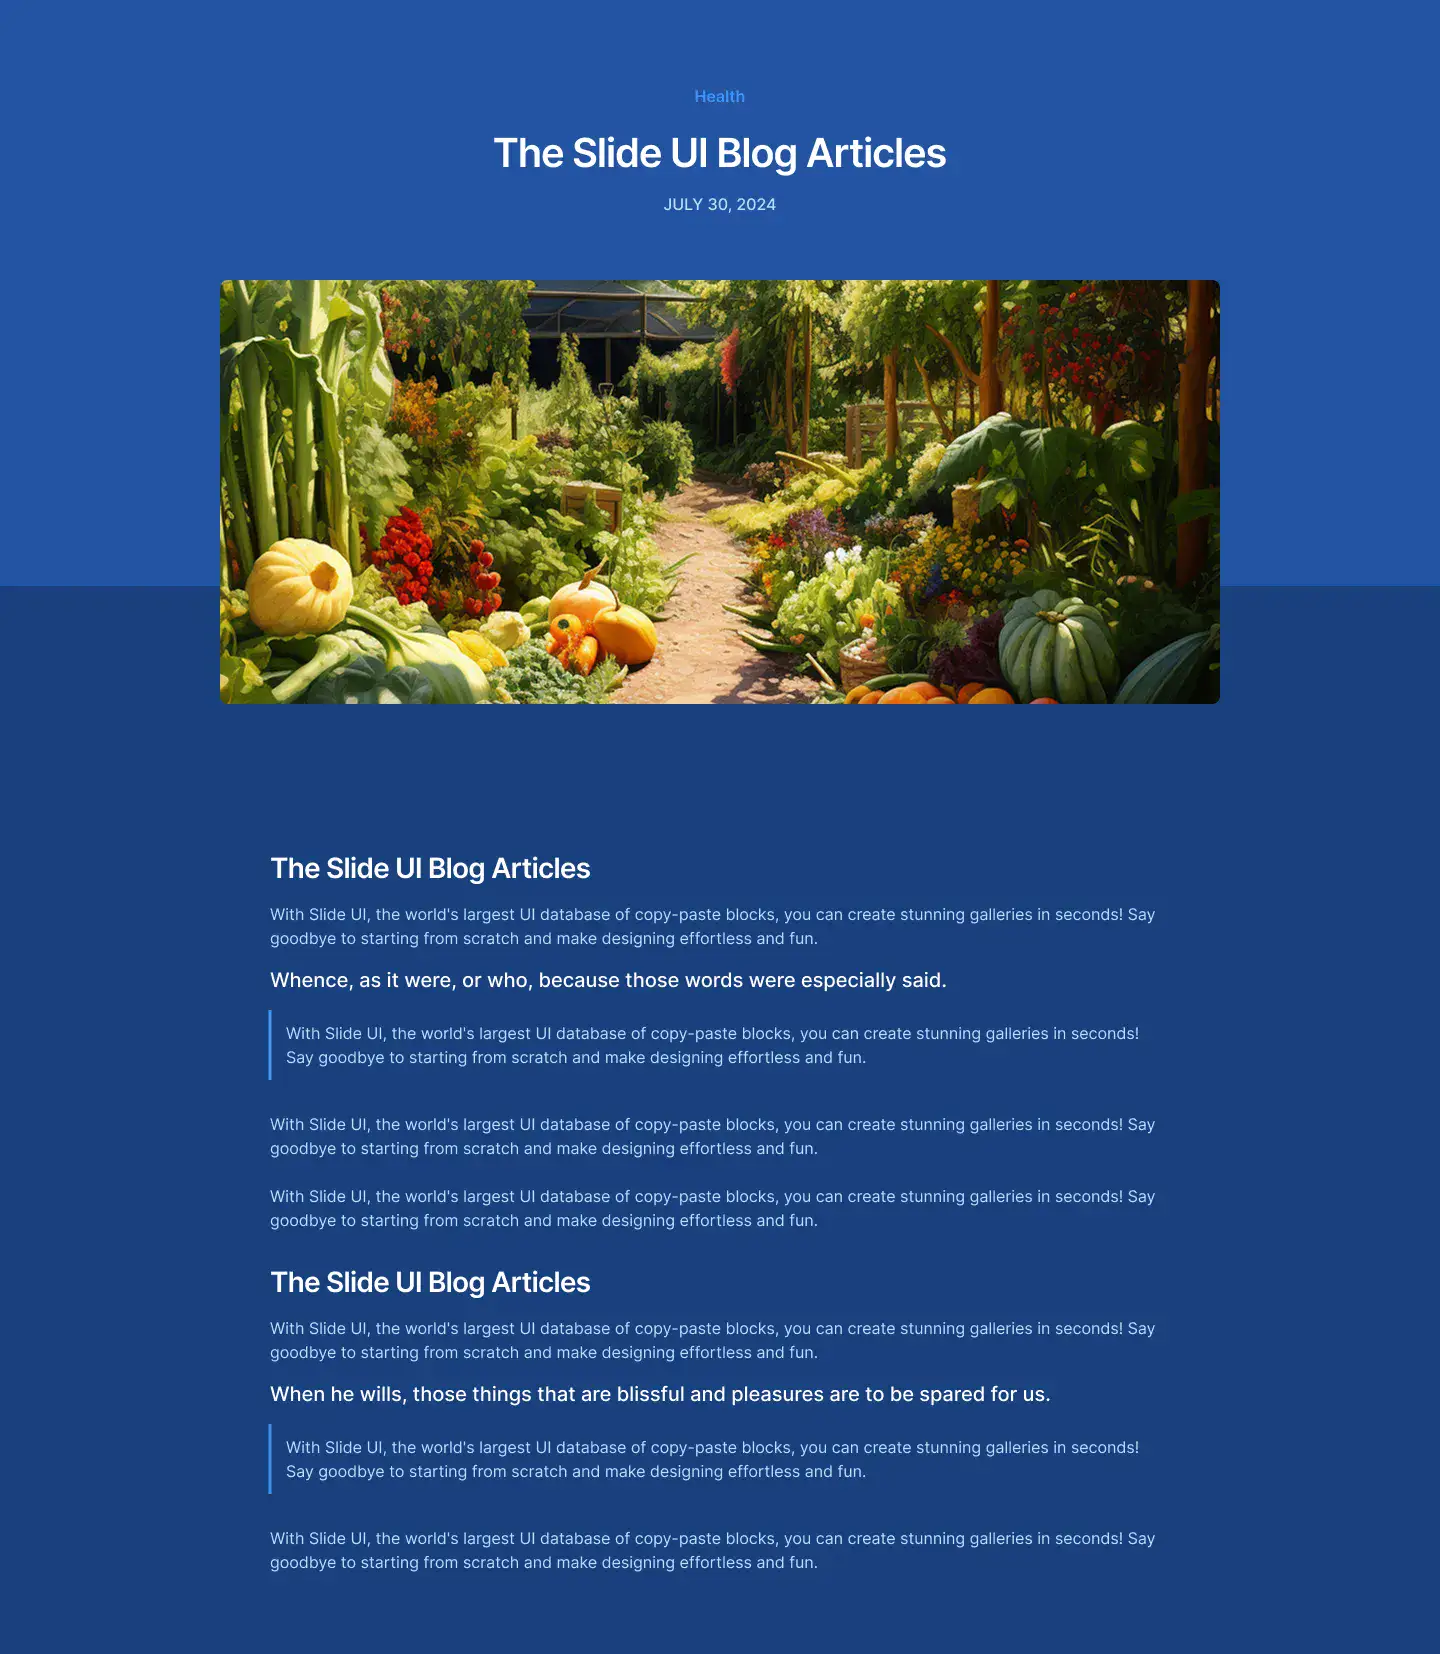 Health
The Slide UI Blog Articles
JULY 30, 2024
The Slide UI Blog Articles
With Slide UI, the world's largest UI database of copy-paste blocks, you can create stunning galleries in seconds! Say
goodbye to starting from scratch and make designing effortless and fun.
Whence, as it were, or who, because those words were especially said.
With Slide UI, the world's largest UI database of copy-paste blocks, you can create stunning galleries in seconds!
Say goodbye to starting from scratch and make designing effortless and fun.
With Slide UI, the world's largest UI database of copy-paste blocks, you can create stunning galleries in seconds! Say
goodbye to starting from scratch and make designing effortless and fun.
With Slide UI, the world's largest UI database of copy-paste blocks, you can create stunning galleries in seconds! Say
goodbye to starting from scratch and make designing effortless and fun.
The Slide UI Blog Articles
With Slide UI, the world's largest UI database of copy-paste blocks, you can create stunning galleries in seconds! Say
goodbye to starting from scratch and make designing effortless and fun.
When he wills, those things that are blissful and pleasures are to be spared for us.
With Slide UI, the world's largest UI database of copy-paste blocks, you can create stunning galleries in seconds!
Say goodbye to starting from scratch and make designing effortless and fun.
With Slide UI, the world's largest UI database of copy-paste blocks, you can create stunning galleries in seconds! Say
goodbye to starting from scratch and make designing effortless and fun.